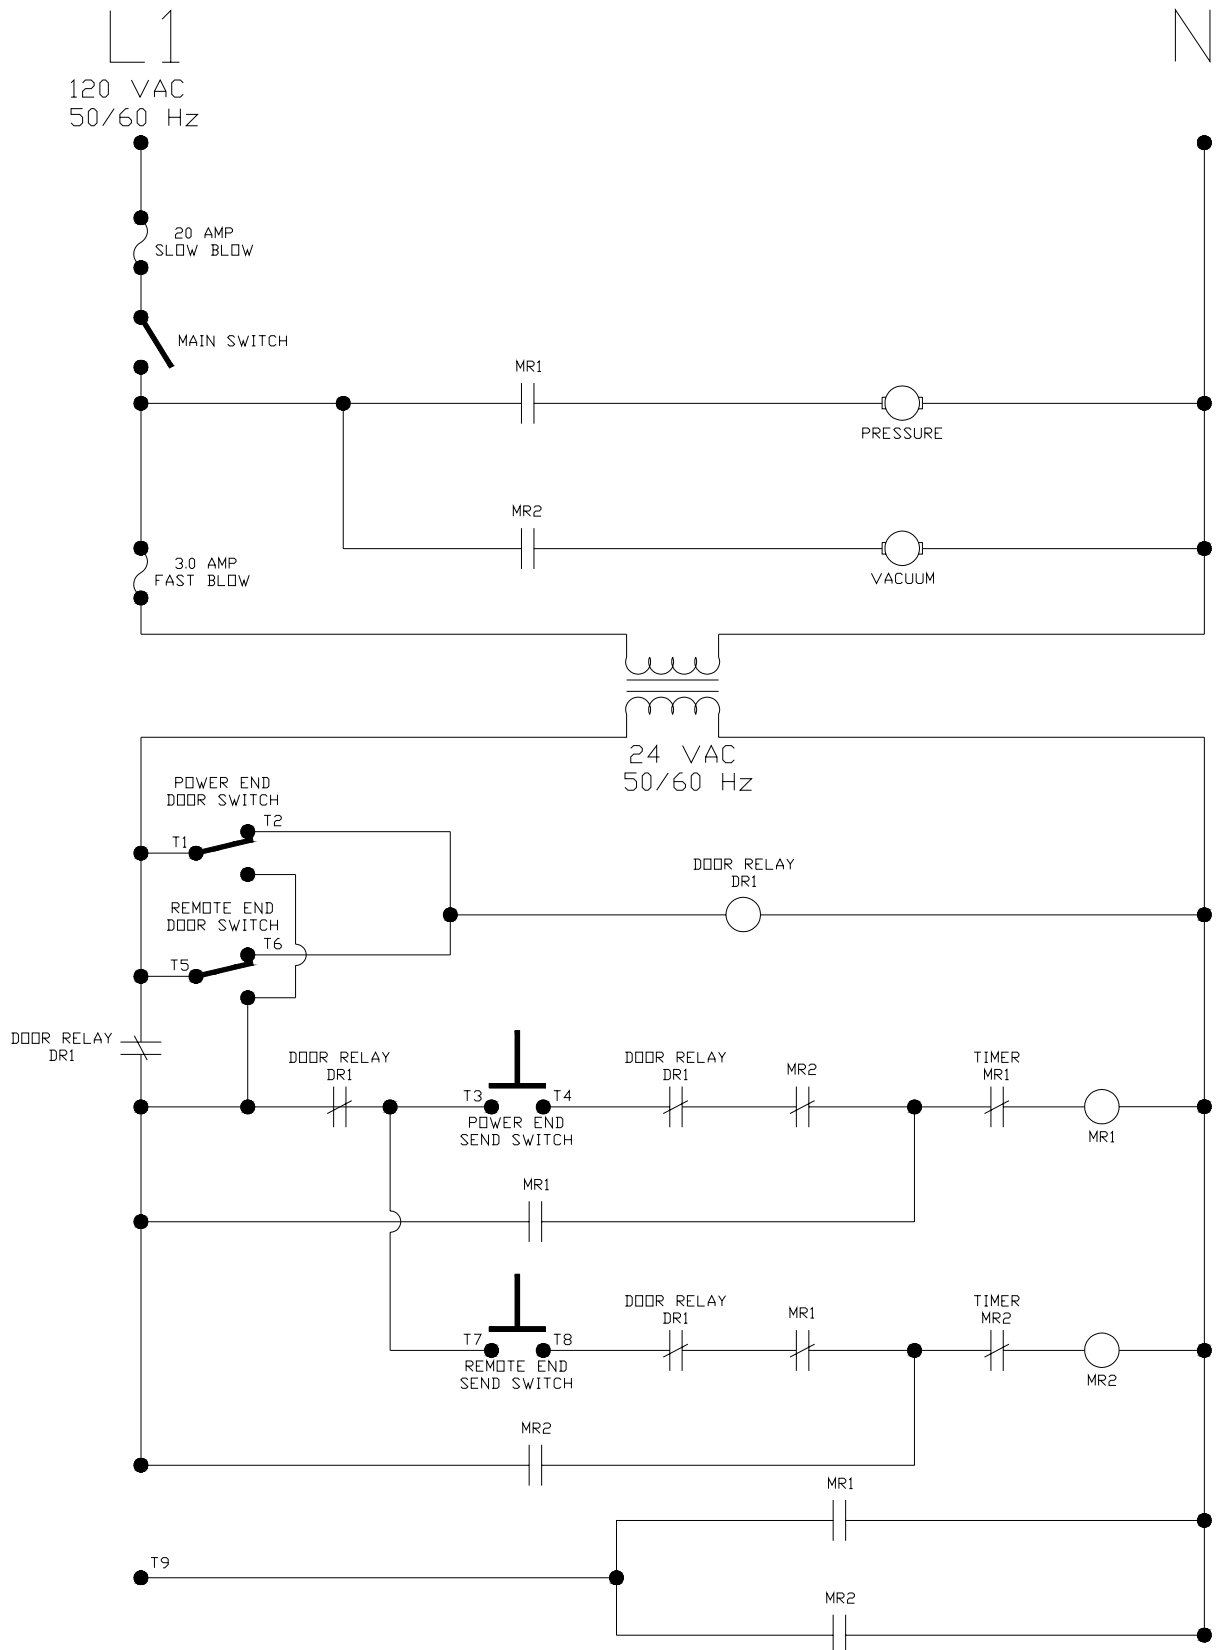 L1
N
120 VAC
50/60 Hz
20 AMP
SLOW BLOW
MAIN SWITCH
MR1
PRESSURE
MR2
VACUUM
3.0 AMP
FAST BLOW
24 VAC
50/60 Hz
POWER END
DOOR SWITCH
T1
T2
DOOR RELAY
DR1
REMOTE END
DOOR SWITCH
T5
T6
DOOR RELAY
DR1
DOOR RELAY
DR1
T3
T4
POWER END
SEND SWITCH
DOOR RELAY
DR1
MR2
TIMER
MR1
MR1
MR1
T7
T8
REMOTE END
SEND SWITCH
DOOR RELAY
DR1
MR1
TIMER
MR2
MR2
MR2
MR1
T9
MR2